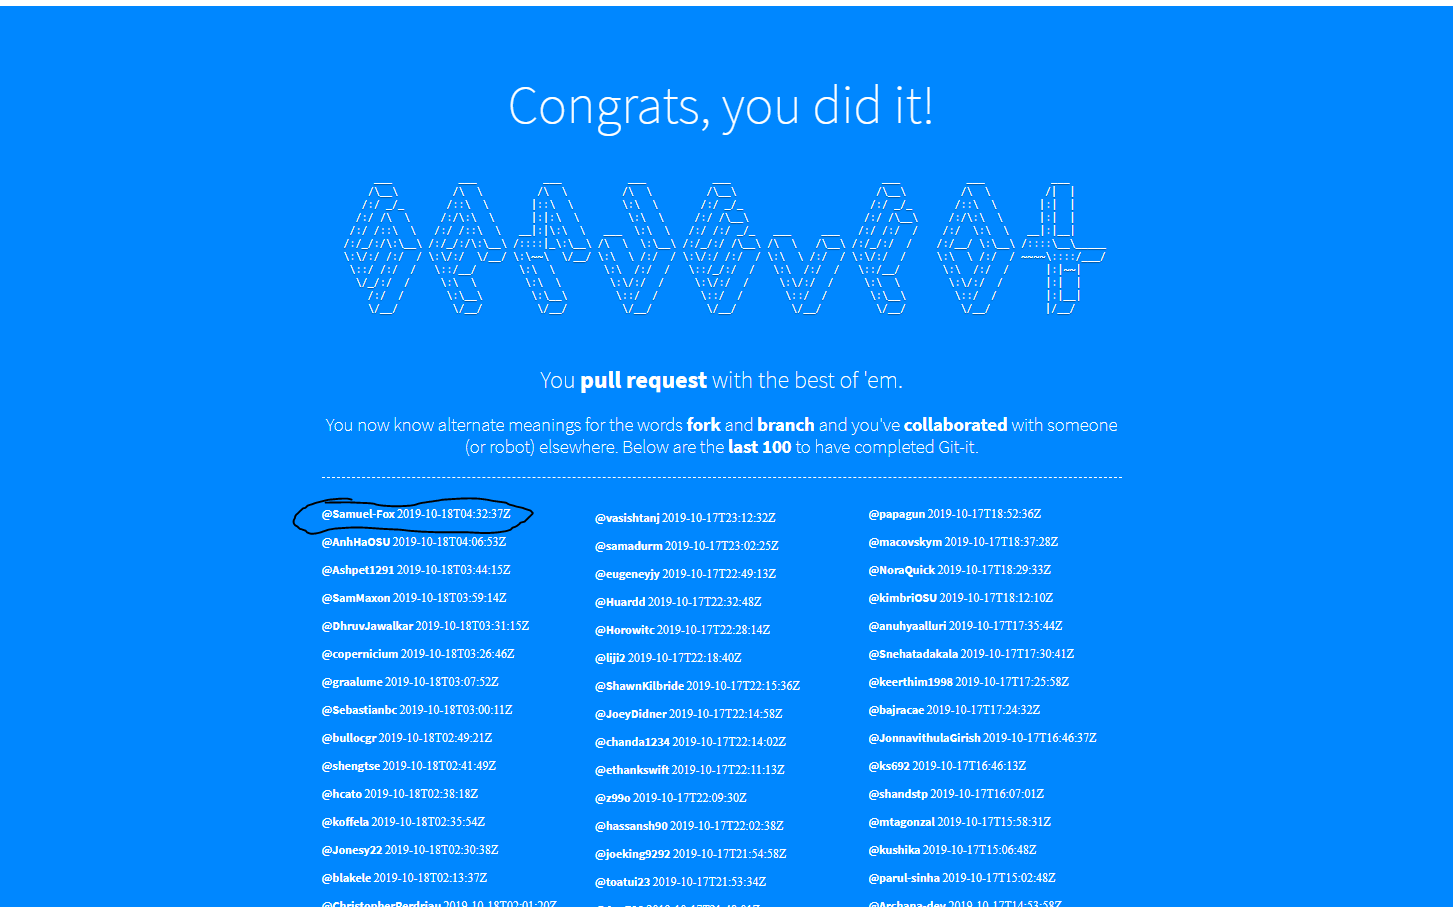 Congrats, you did it!
You pull request with the best of 'em.
You now know alternate meanings for the words fork and branch and you've collaborated with someone
(or robot) elsewhere. Below are the last 100 to have completed Git-it.
@Samuel-Fox 2019-10-18T04:32:37Z
@AnhHaOSU 2019-10-18T04:06:53Z
@Ashpet1291 2019-10-18T03:44:15Z
@SamMaxon 2019-10-18T03:59:14Z
@DhruvJawalkar 2019-10-18T03:31:15Z
@copernicium 2019-10-18T03:26:46Z
@graalume 2019-10-18T03:07:52Z
@Sebastianbc 2019-10-18T03:00:11Z
@bullocgr 2019-10-18T02:49:21Z
@shengtse 2019-10-18T02:41:49Z
@hcato 2019-10-18T02:38:18Z
@koffela 2019-10-18T02:35:54Z
@Jonesy22 2019-10-18T02:30:38Z
@blakele 2019-10-18T02:13:37Z
@ChristopherPerdriau 2019-10-18T02:01:20Z
@vasishtanj 2019-10-17T23:12:32Z
@samadurm 2019-10-17T23:02:25Z
@eugeneyjy 2019-10-17T22:49:13Z
@Huardd 2019-10-17T22:32:48Z
@Horowitc 2019-10-17T22:28:14Z
@liji2 2019-10-17T22:18:40Z
@ShawnKilbride 2019-10-17T22:15:36Z
@JoeyDidner 2019-10-17T22:14:58Z
@chanda1234 2019-10-17T22:14:02Z
@ethankswift 2019-10-17T22:11:13Z
@z99o 2019-10-17T22:09:30Z
@hassansh90 2019-10-17T22:02:38Z
@joeking9292 2019-10-17T21:54:58Z
@toatui23 2019-10-17T21:53:34Z
@papagun 2019-10-17T18:52:36Z
@macovskym 2019-10-17T18:37:28Z
@NoraQuick 2019-10-17T18:29:33Z
@kimbriOSU 2019-10-17T18:12:10Z
@anuhyaalluri 2019-10-17T17:35:44Z
@Snehatadakala 2019-10-17T17:30:41Z
@keerthim1998 2019-10-17T17:25:58Z
@bajracae 2019-10-17T17:24:32Z
@JonnavithulaGirish 2019-10-17T16:46:37Z
@ks692 2019-10-17T16:46:13Z
@shandstp 2019-10-17T16:07:01Z
@mtagonzal 2019-10-17T15:58:31Z
@kushika 2019-10-17T15:06:48Z
@parul-sinha 2019-10-17T15:02:48Z
@Archana-dev 2019-10-17T14:53:58Z